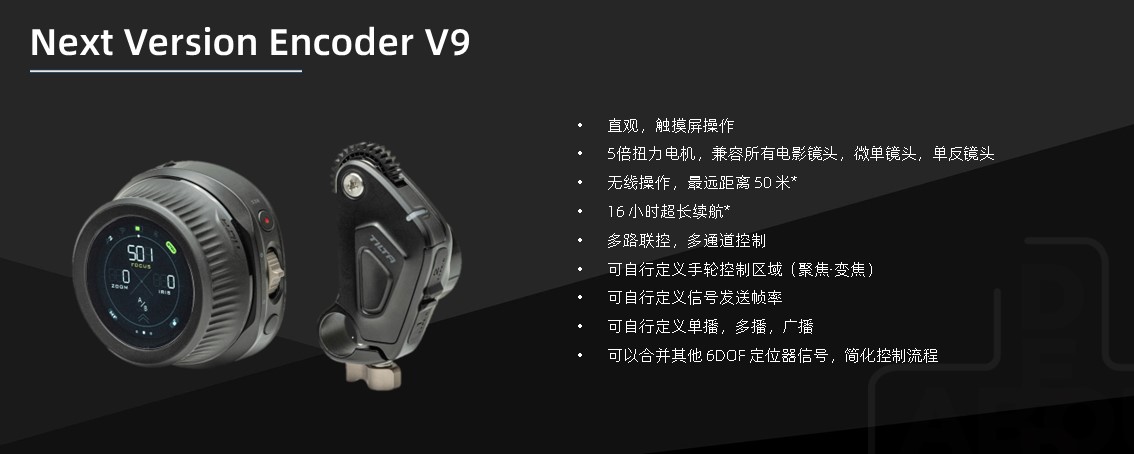 Next Version Encoder V9
• 直观，触摸屏操作
• 5倍扭力电机，兼容所有电影镜头，微单镜头，单反镜头
• 无线操作，最远距离 50 米*
• 16 小时超长续航*
• 多路联控，多通道控制
• 可自行定义手轮控制区域（聚焦·变焦）
• 可自行定义信号发送帧率
• 可自行定义单播，多播，广播
• 可以合并其他 6DOF 定位器信号，简化控制流程
501
FOCUS
0
ZOOM
0
IRIS
A/B
TILTA